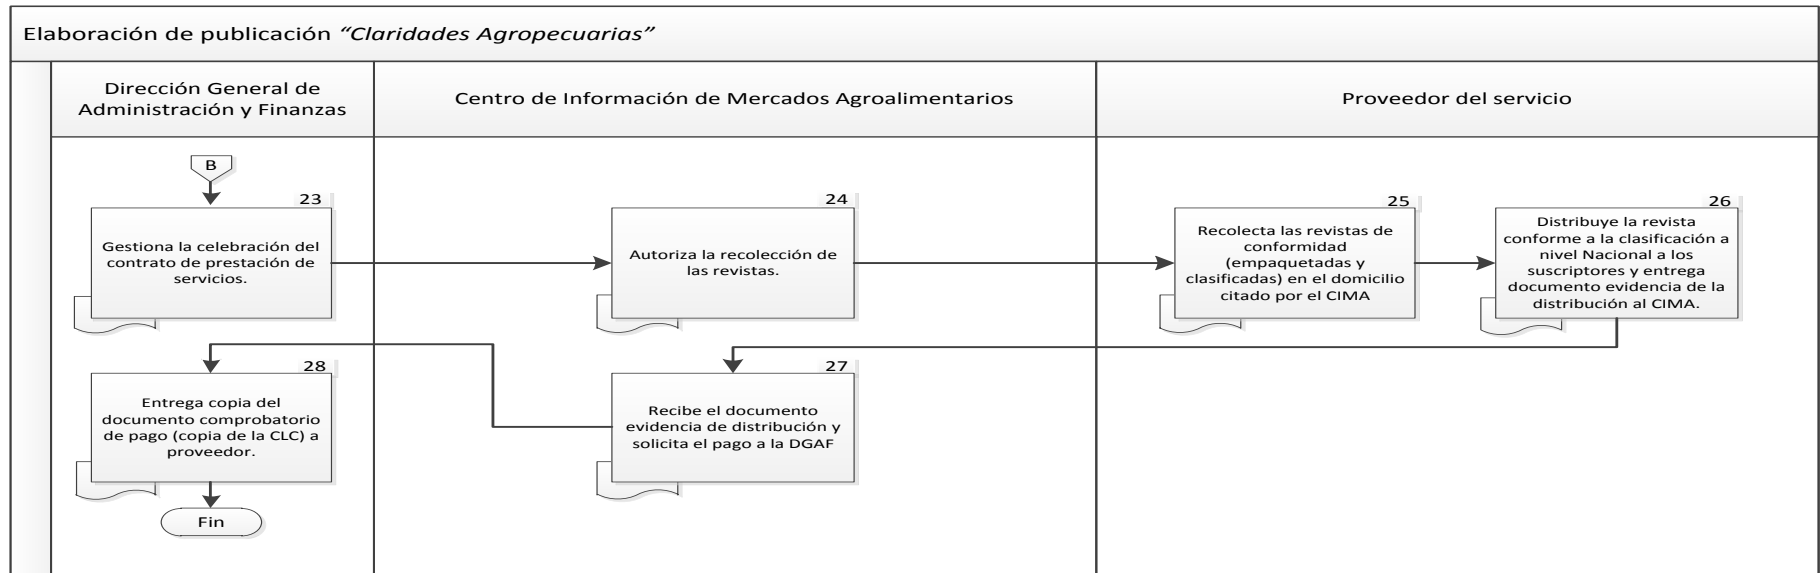 Elaboración de publicación “Claridades Agropecuarias”
Dirección General de
Administración y Finanzas
Centro de Información de Mercados Agroalimentarios
Proveedor del servicio
B
23
Gestiona la celebración del
contrato de prestación de
servicios.
24
Autoriza la recolección de
las revistas.
25
Recolecta las revistas de
conformidad
(empaquetadas y
clasificadas) en el domicilio
citado por el CIMA
26
Distribuye la revista
conforme a la clasificación a
nivel Nacional a los
suscriptores y entrega
documento evidencia de la
distribución al CIMA.
27
Recibe el documento
evidencia de distribución y
solicita el pago a la DGAF
28
Entrega copia del
documento comprobatorio
de pago (copia de la CLC) a
proveedor.
Fin